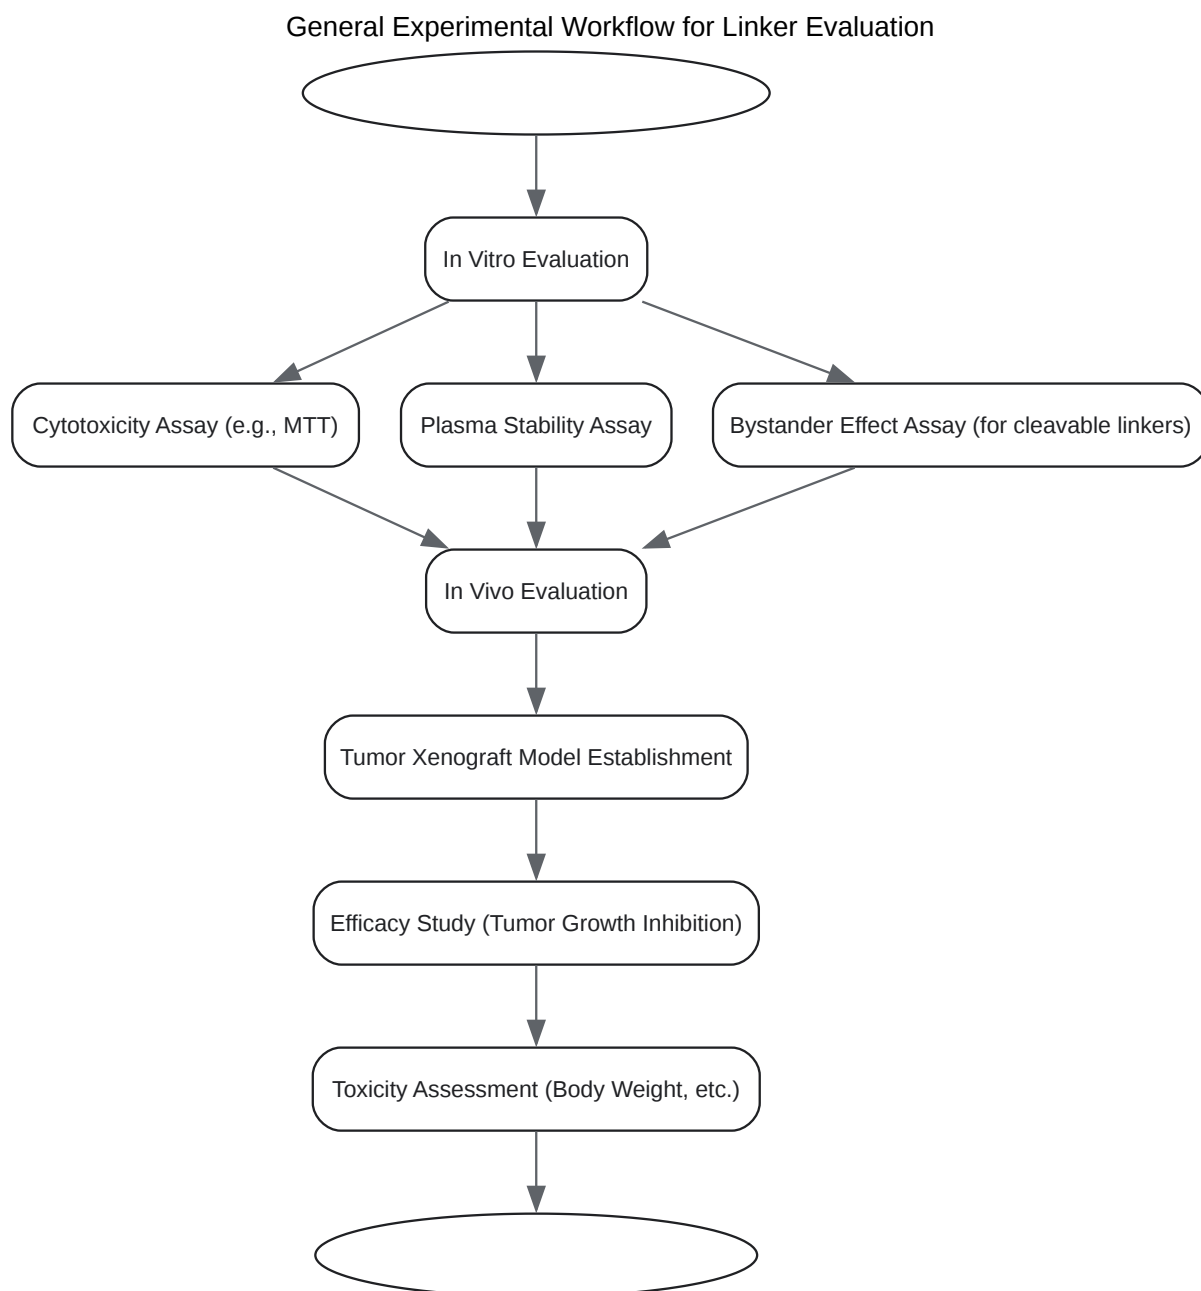 General Experimental Workflow for Linker Evaluation
In Vitro Evaluation
Cytotoxicity Assay (e.g., MTT)
Plasma Stability Assay
Bystander Effect Assay (for cleavable linkers)
In Vivo Evaluation
Tumor Xenograft Model Establishment
Efficacy Study (Tumor Growth Inhibition)
Toxicity Assessment (Body Weight, etc.)